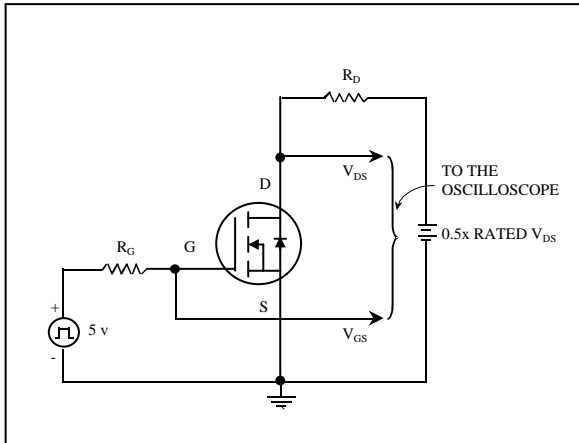 R_D
D
V_DS
TO THE
OSCILLOSCOPE
R_G
G
0.5x RATED V_DS
S
+
5 v
-
V_GS